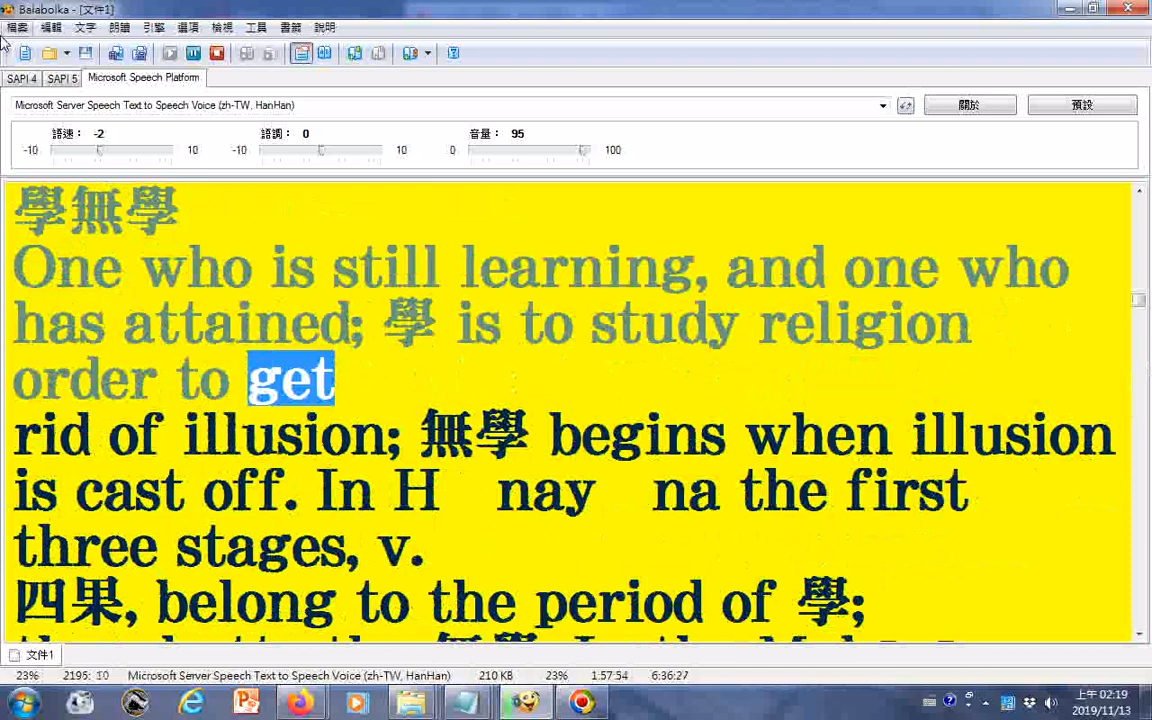 Balabolka - [文件1]
檔案 編輯 文字 朗讀 引擎 選項 檢視 工具 書籤 說明
SAPI 4 SAPI 5 Microsoft Speech Platform
Microsoft Server Speech Text to Speech Voice (zh-TW, HanHan) 關於 預設
語速： -2 語調： 0 音量： 95
-10 10 -10 10 0 100
學無學
One who is still learning, and one who
has attained; 學 is to study religion
order to get
rid of illusion; 無學 begins when illusion
is cast off. In H nay na the first
three stages, v.
四果, belong to the period of 學;
文件1
23% 2195: 10 Microsoft Server Speech Text to Speech Voice (zh-TW, HanHan) 210 KB 23% 1:57:54 6:36:27
上午 02:19
2019/11/13